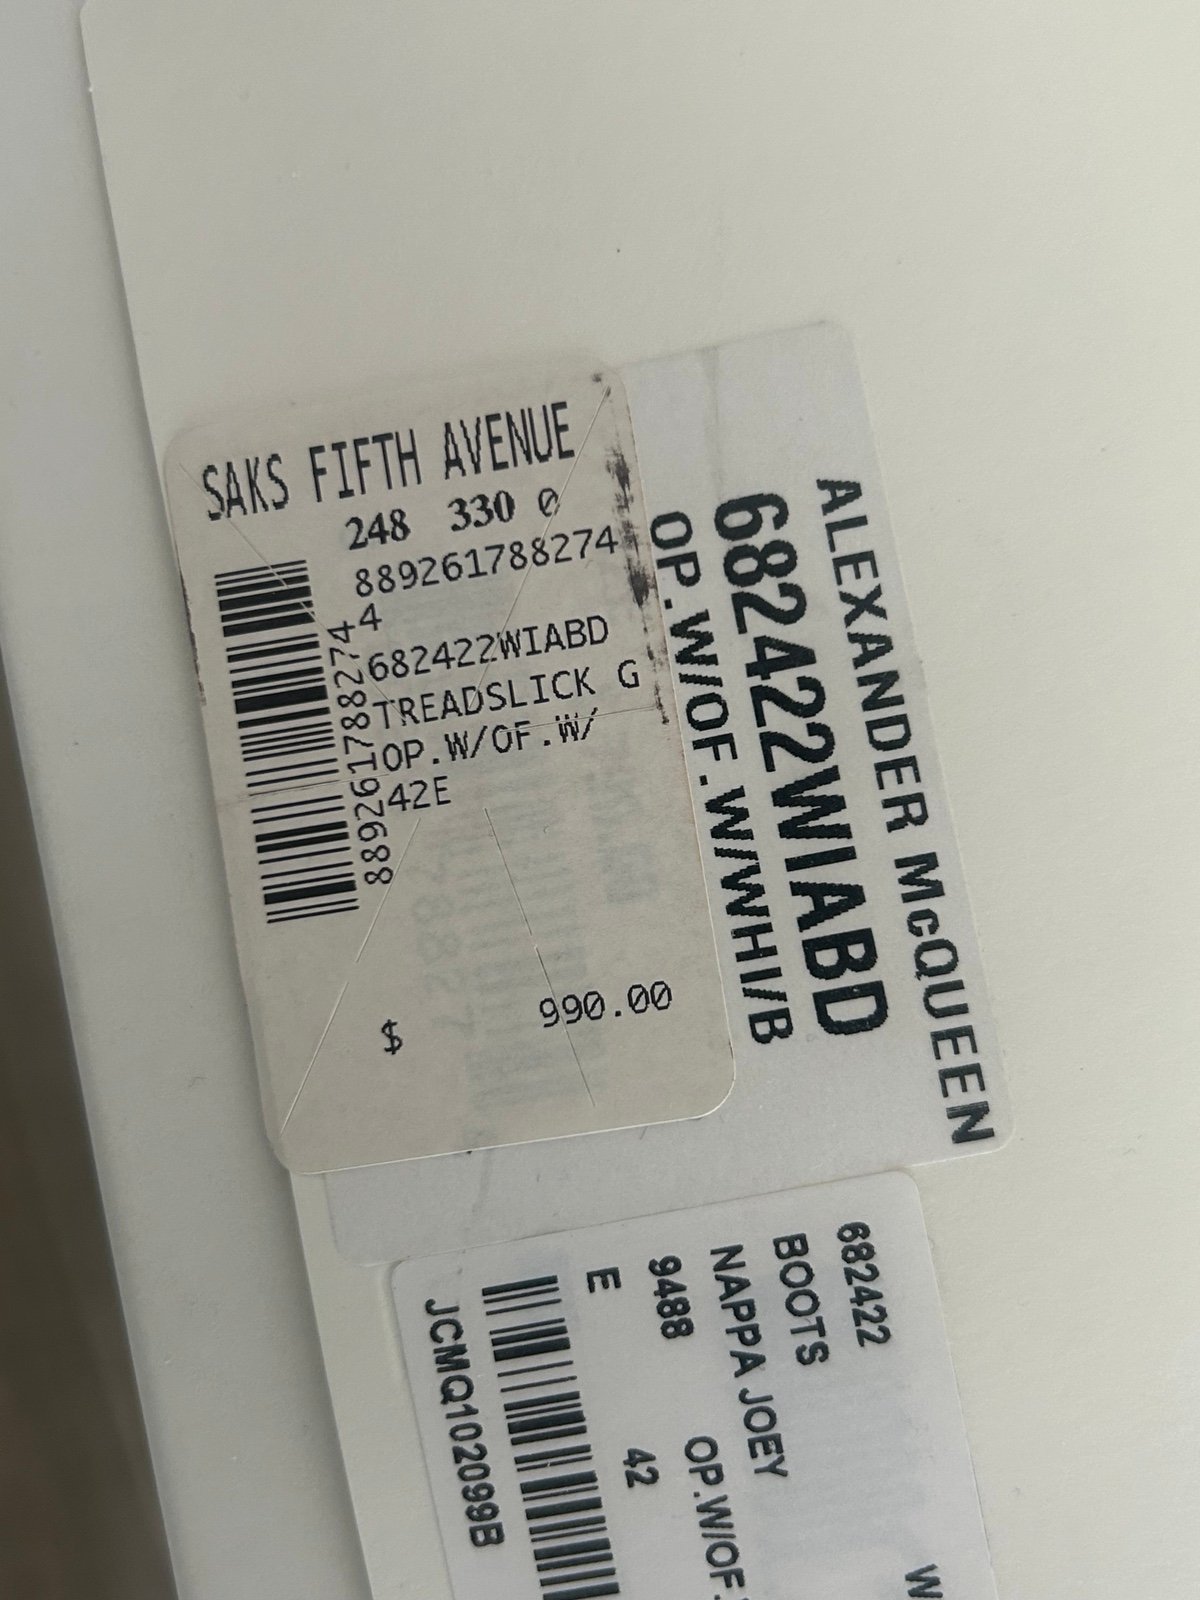 SAKS FIFTH AVENUE
248 330 0
889261788274
4
682422WIABD
TREADSLICK G
OP.W/OF.W/
42E
889261788274
$ 990.00
ALEXANDER McQUEEN
682422WIABD
OP.W/OF.W/WHI/B
682422
BOOTS
NAPPA JOEY
9488 OP.W/OF.
E 42
JCMQ102099B